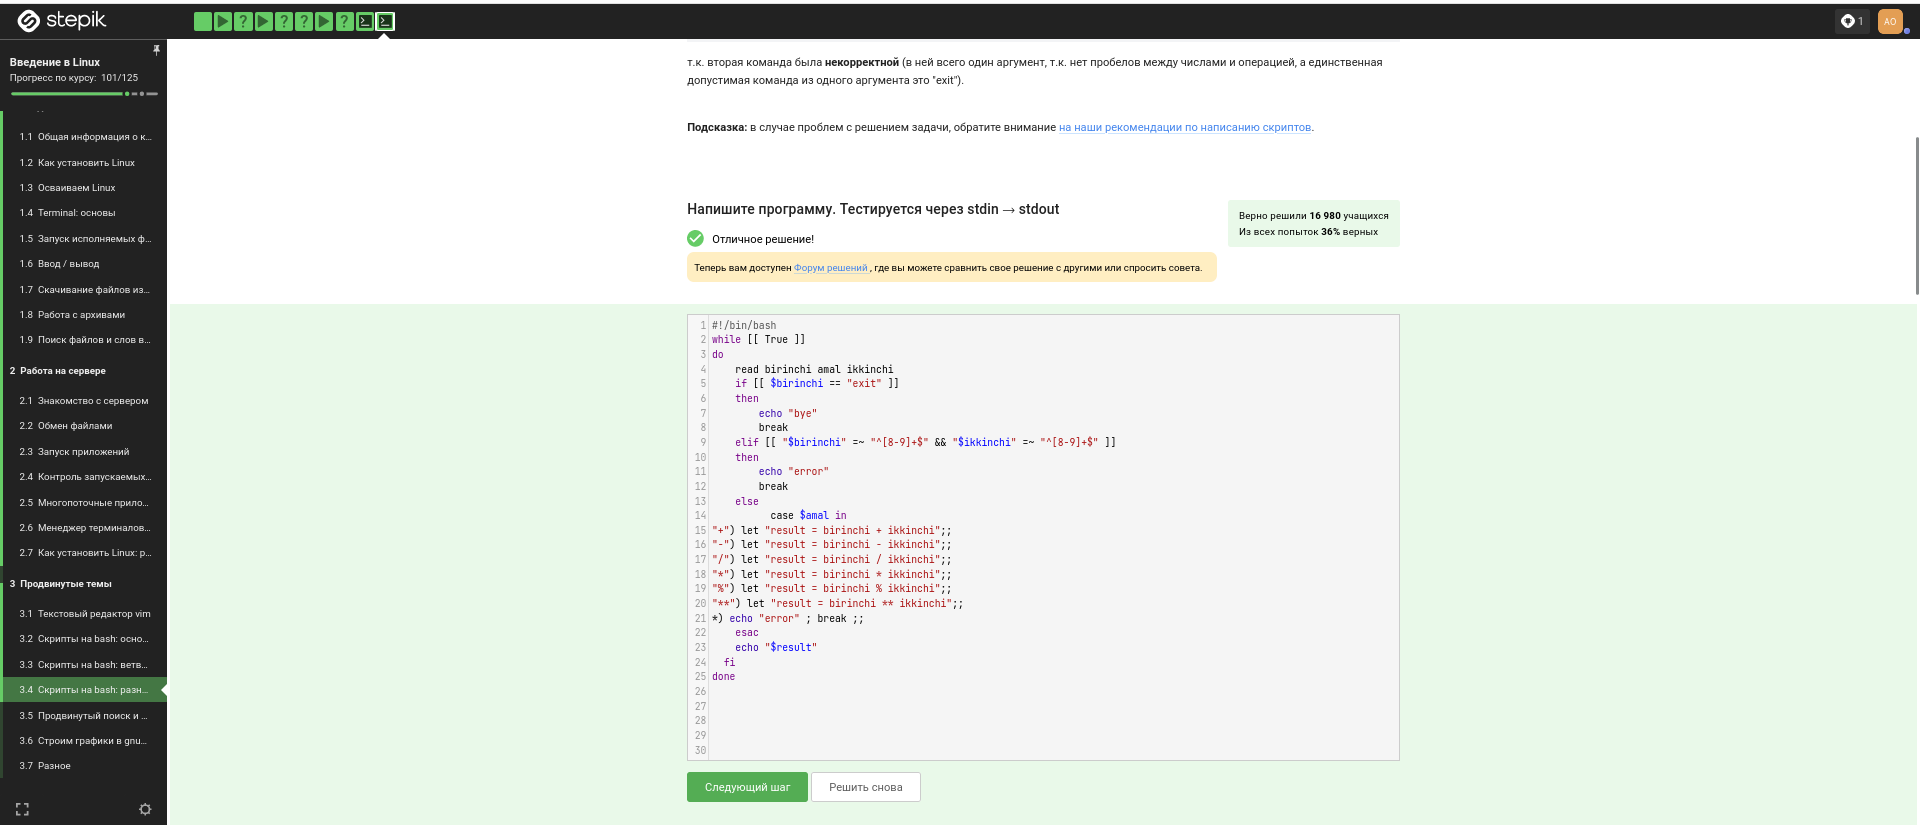 stepik
1
AO
Введение в Linux
Прогресс по курсу: 101/125
1.1 Общая информация о к...
1.2 Как установить Linux
1.3 Осваиваем Linux
1.4 Terminal: основы
1.5 Запуск исполняемых ф...
1.6 Ввод / вывод
1.7 Скачивание файлов из...
1.8 Работа с архивами
1.9 Поиск файлов и слов в...
2 Работа на сервере
2.1 Знакомство с сервером
2.2 Обмен файлами
2.3 Запуск приложений
2.4 Контроль запускаемых...
2.5 Многопоточные прило...
2.6 Менеджер терминалов...
2.7 Как установить Linux: р...
3 Продвинутые темы
3.1 Текстовый редактор vim
3.2 Скрипты на bash: осно...
3.3 Скрипты на bash: ветв...
3.4 Скрипты на bash: разн...
3.5 Продвинутый поиск и ...
3.6 Строим графики в gnu...
3.7 Разное
т.к. вторая команда была некорректной (в ней всего один аргумент, т.к. нет пробелов между числами и операцией, а единственная
допустимая команда из одного аргумента это "exit").
Подсказка: в случае проблем с решением задачи, обратите внимание на наши рекомендации по написанию скриптов.
Напишите программу. Тестируется через stdin → stdout
Отличное решение!
Теперь вам доступен Форум решений , где вы можете сравнить свое решение с другими или спросить совета.
Верно решили 16 980 учащихся
Из всех попыток 36% верных
1 #!/bin/bash
2 while [[ True ]]
3 do
4     read birinchi amal ikkinchi
5     if [[ $birinchi == "exit" ]]
6     then
7         echo "bye"
8         break
9     elif [[ "$birinchi" =~ "^[8-9]+$" && "$ikkinchi" =~ "^[8-9]+$" ]]
10     then
11         echo "error"
12         break
13     else
14           case $amal in
15 "+") let "result = birinchi + ikkinchi";;
16 "-") let "result = birinchi - ikkinchi";;
17 "/") let "result = birinchi / ikkinchi";;
18 "*") let "result = birinchi * ikkinchi";;
19 "%") let "result = birinchi % ikkinchi";;
20 "**") let "result = birinchi ** ikkinchi";;
21 *) echo "error" ; break ;;
22     esac
23     echo "$result"
24   fi
25 done
26
27
28
29
30
Следующий шаг
Решить снова